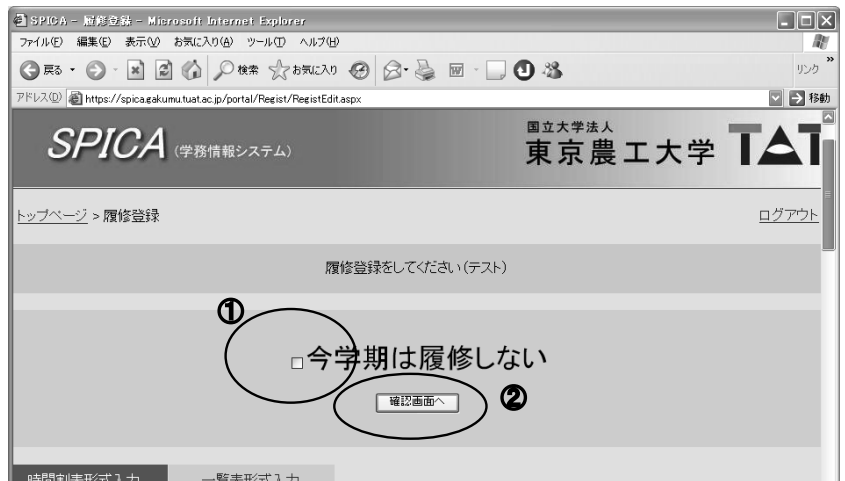 SPICA - 履修登録 - Microsoft Internet Explorer
ファイル(F) 編集(E) 表示(V) お気に入り(A) ツール(T) ヘルプ(H)
戻る 検索 お気に入り リンク »
アドレス(D) https://spica.gakumu.tuat.ac.jp/portal/Regist/RegistEdit.aspx 移動
SPICA (学務情報システム) 国立大学法人
東京農工大学 TAT
トップページ > 履修登録 ログアウト
履修登録をしてください(テスト)
①
今学期は履修しない
確認画面へ ②
時間割表形式入力 一覧表形式入力